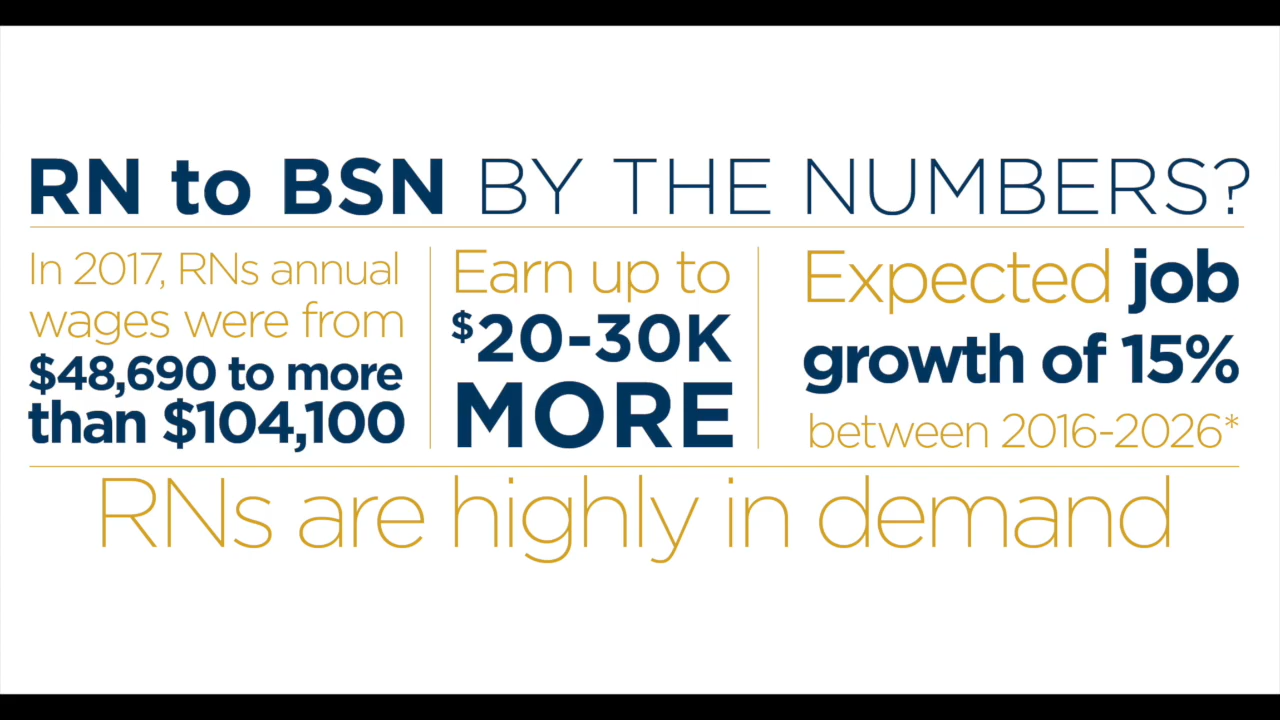 RN to BSN BY THE NUMBERS?
In 2017, RNs annual
wages were from
$48,690 to more
than $104,100
Earn up to
$20-30K
MORE
Expected job
growth of 15%
between 2016-2026*
RNs are highly in demand